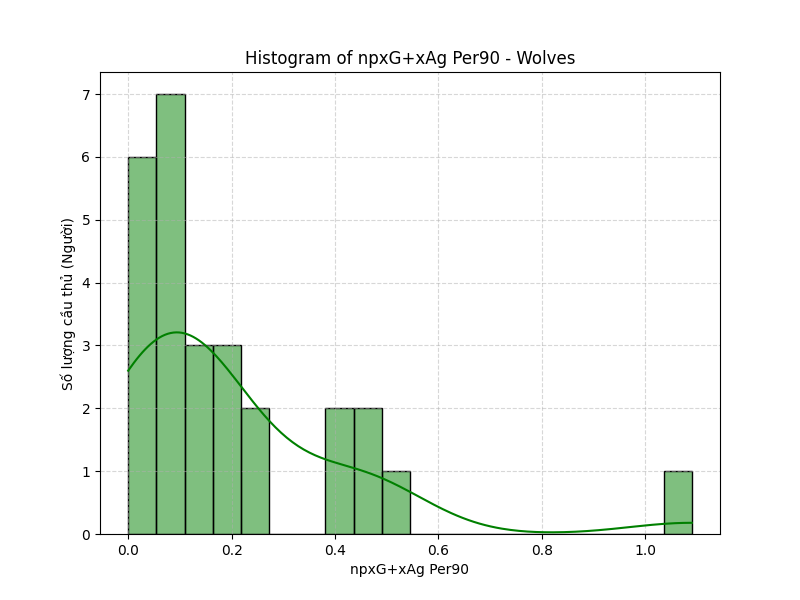 Histogram of npxG+xAg Per90 - Wolves
Số lượng cầu thủ (Người)
7
6
5
4
3
2
1
0
0.0 0.2 0.4 0.6 0.8 1.0
npxG+xAg Per90